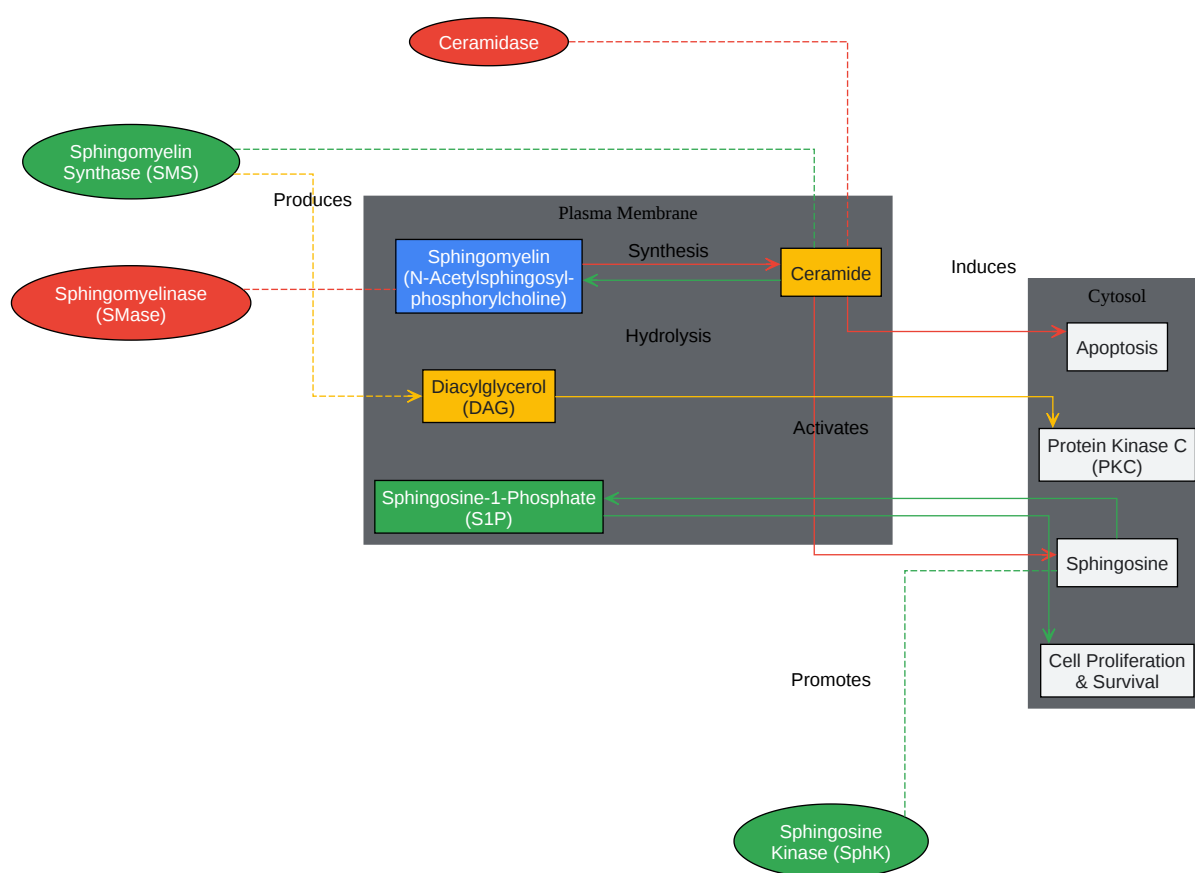 Ceramidase
Sphingomyelin
Synthase (SMS)
Produces
Plasma Membrane
Sphingomyelin
(N-Acetylsphingosyl-
phosphorylcholine)
Synthesis
Ceramide
Induces
Sphingomyelinase
(SMase)
Cytosol
Hydrolysis
Apoptosis
Diacylglycerol
(DAG)
Activates
Protein Kinase C
(PKC)
Sphingosine-1-Phosphate
(S1P)
Sphingosine
Cell Proliferation
& Survival
Promotes
Sphingosine
Kinase (SphK)